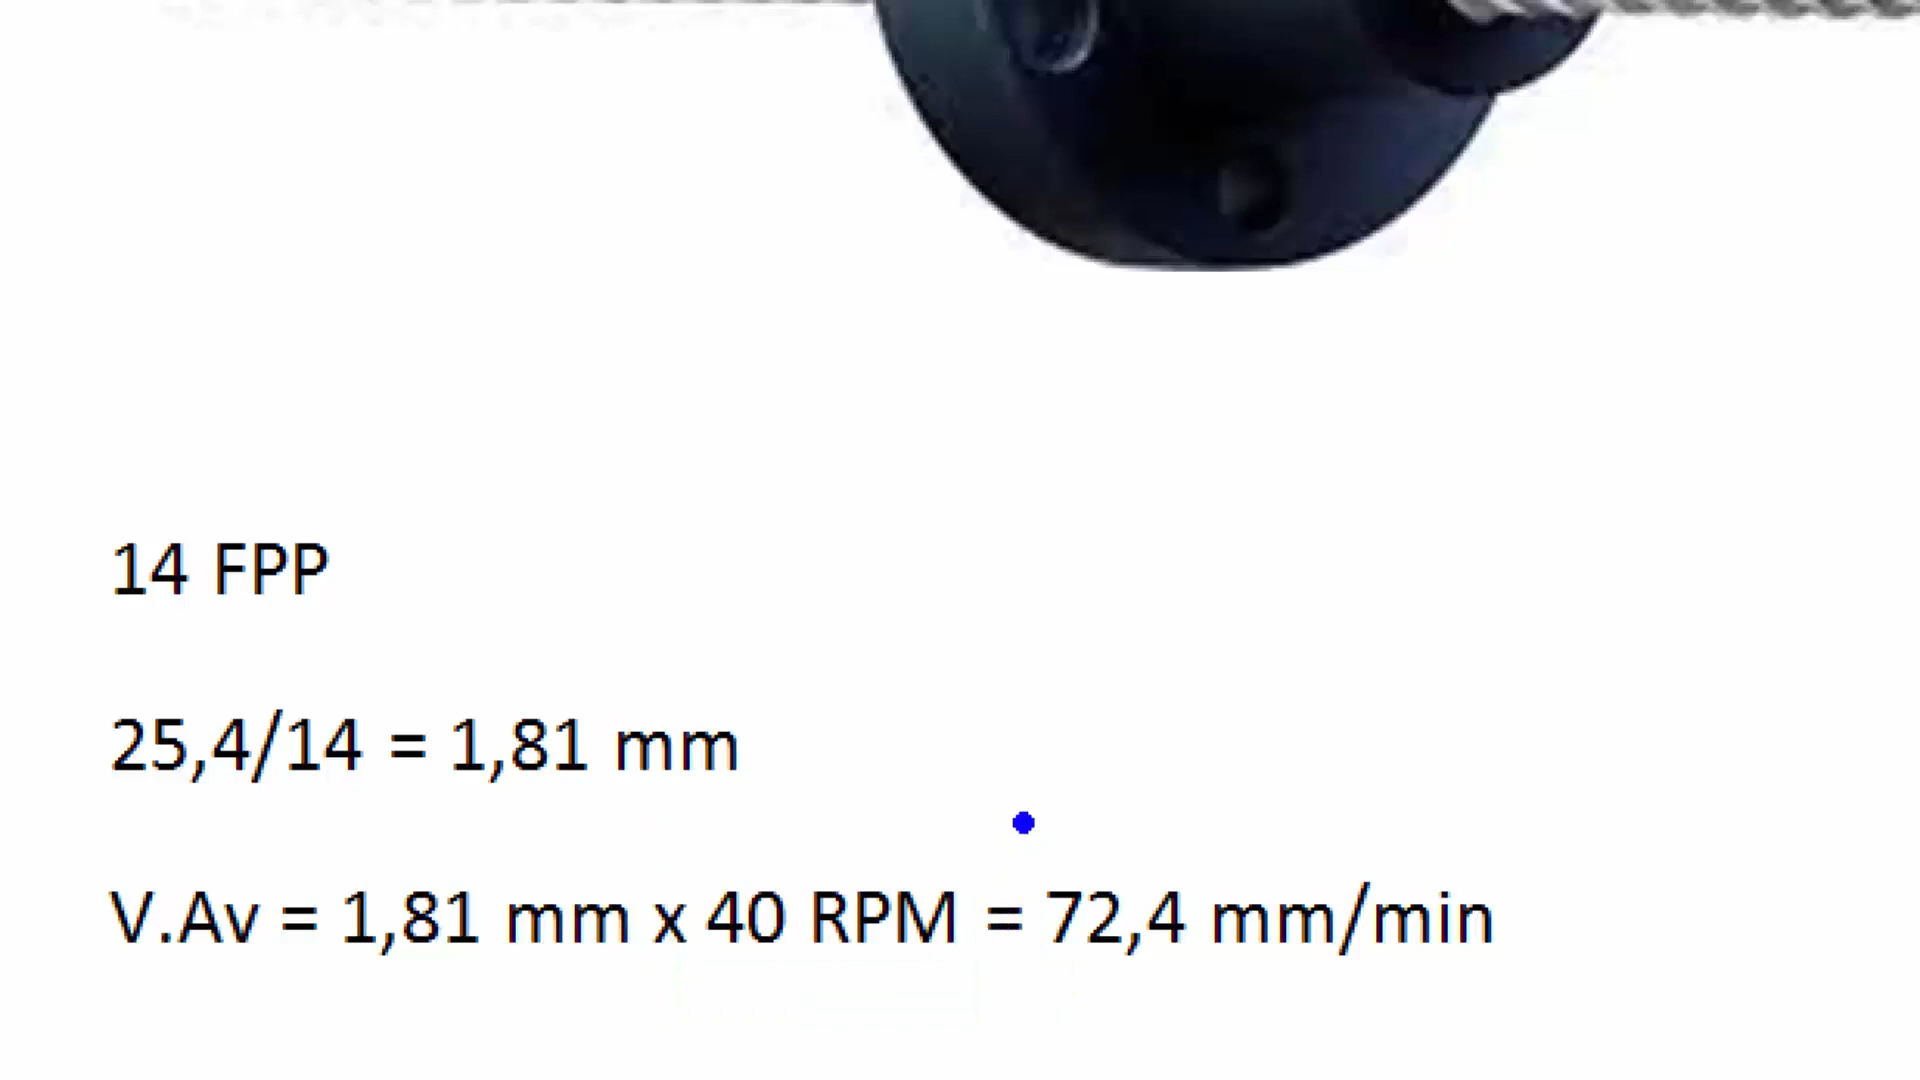 14 FPP
25,4/14 = 1,81 mm
V.Av = 1,81 mm x 40 RPM = 72,4 mm/min